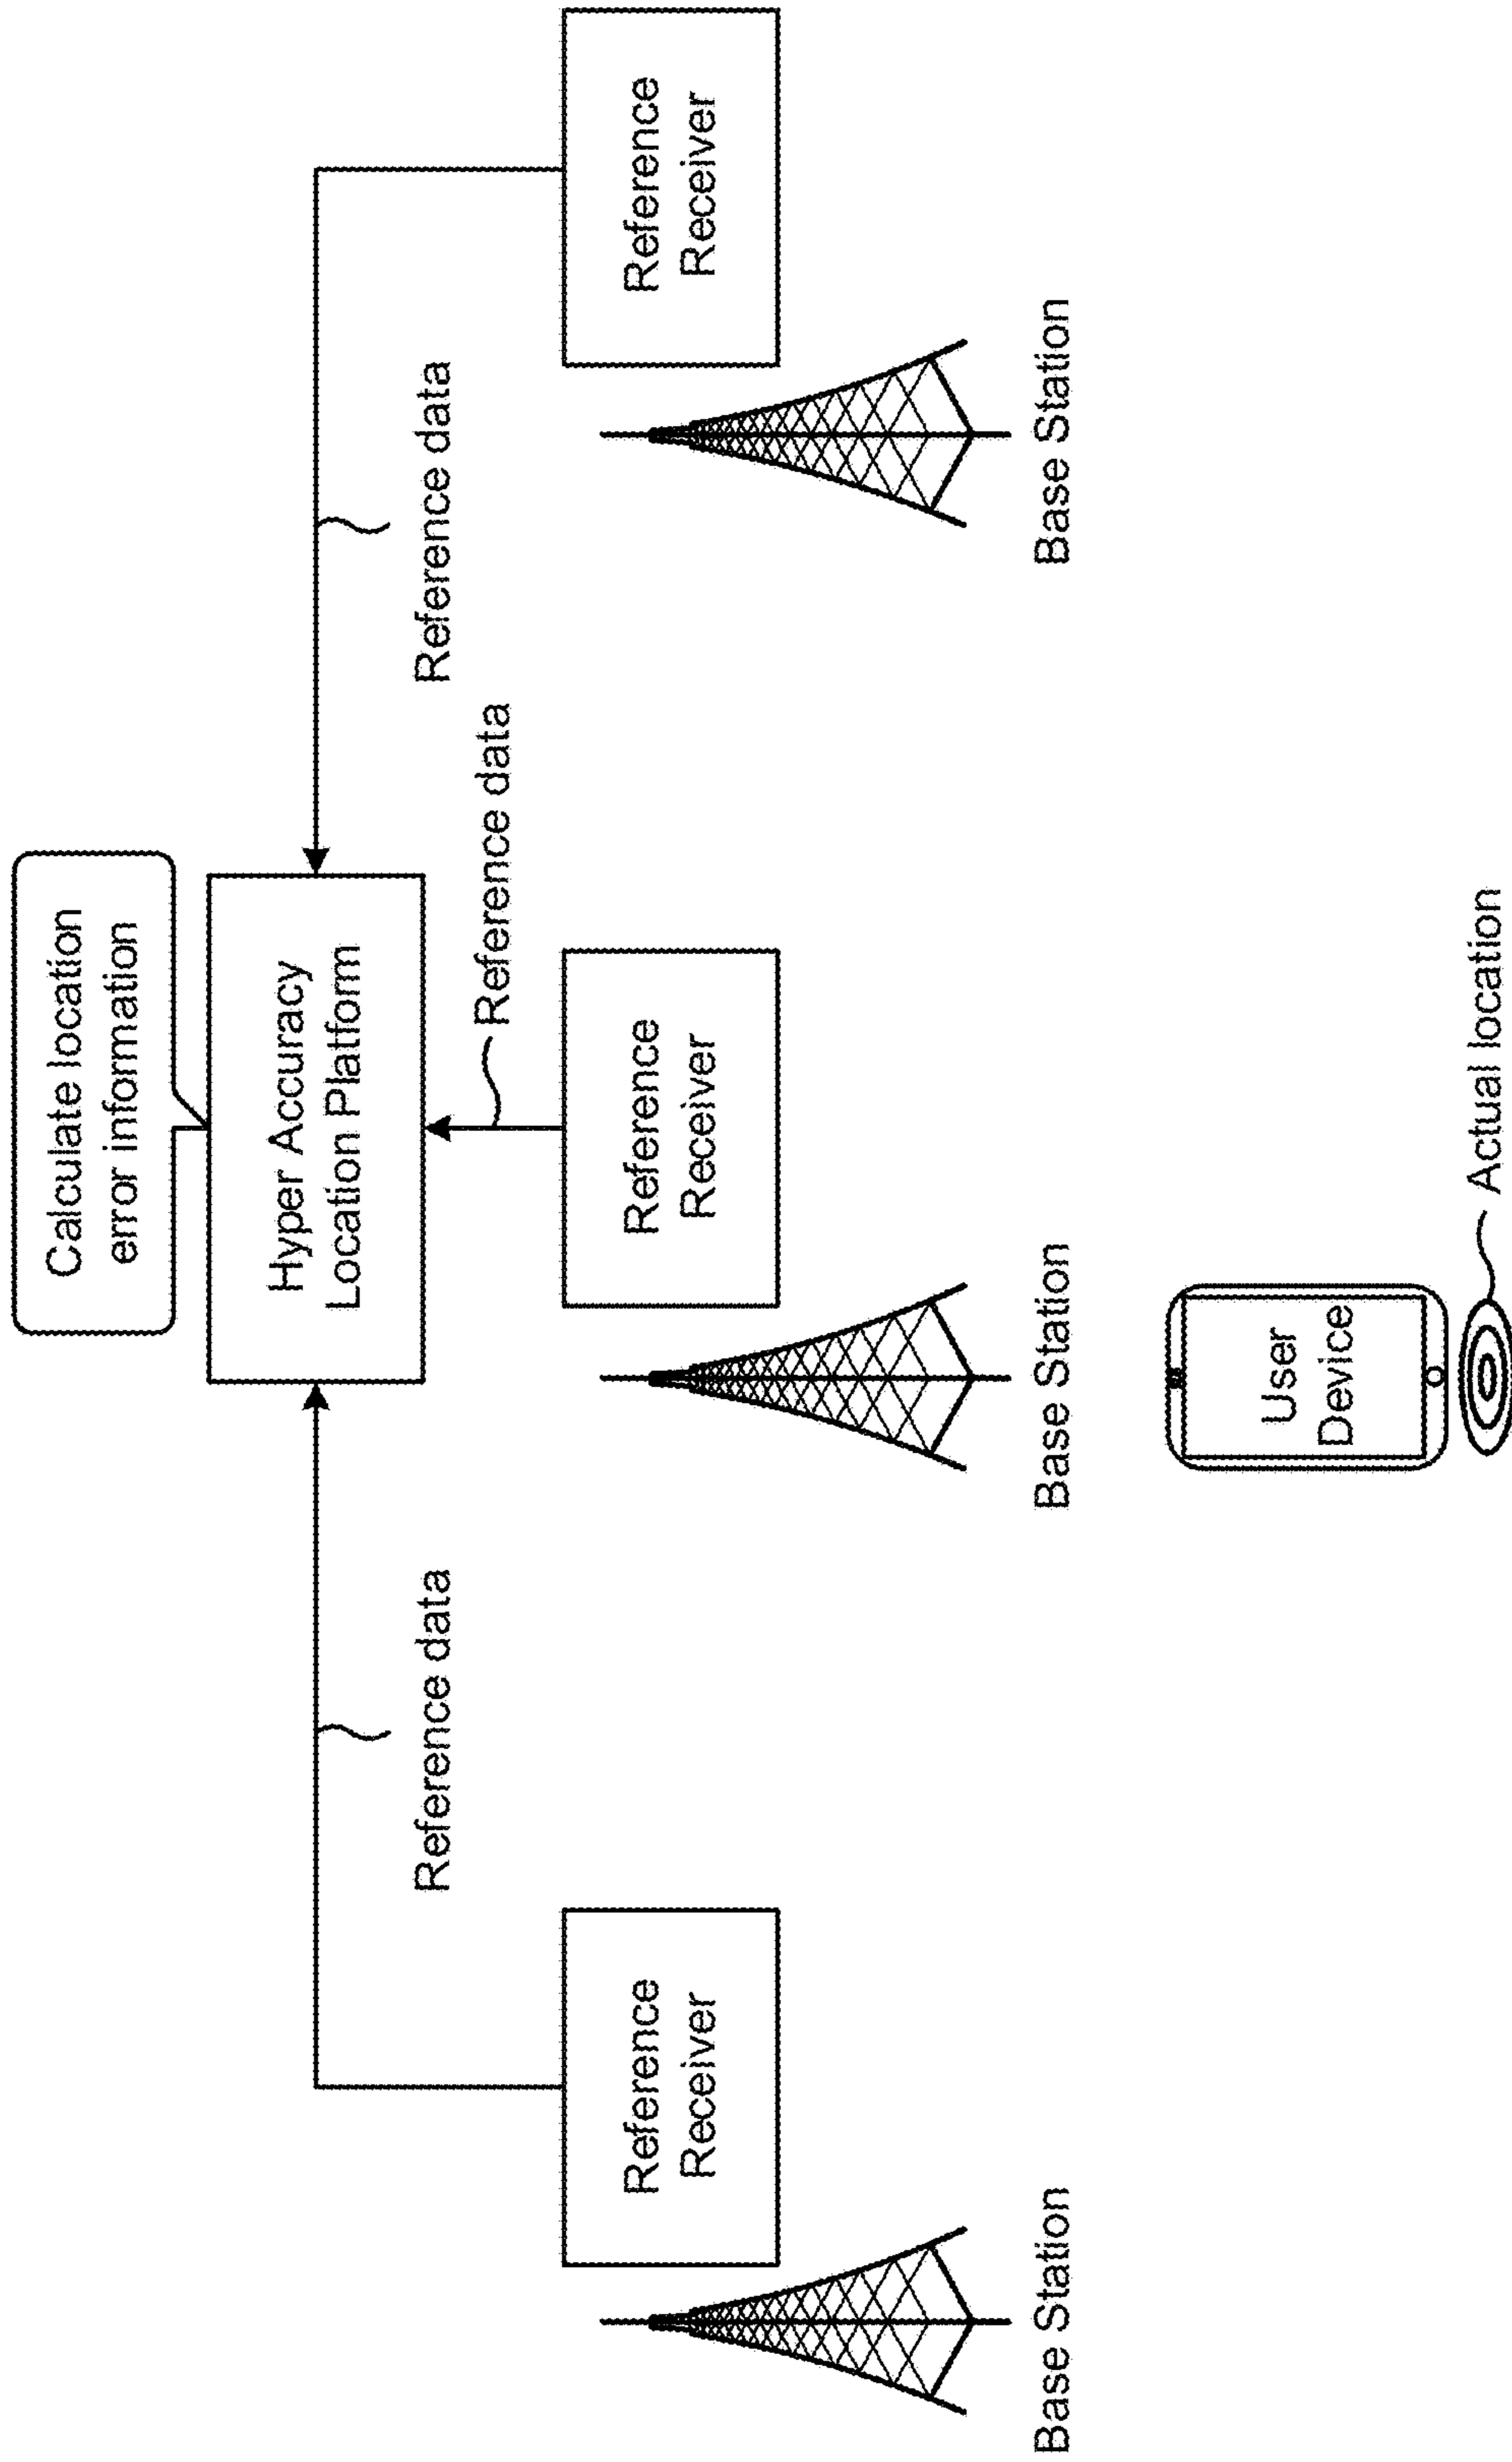 Calculate location
error information
Hyper Accuracy
Location Platform
Reference data
Reference data
Reference data
Reference
Receiver
Reference
Receiver
Reference
Receiver
Base Station
Base Station
Base Station
User
Device
Actual location